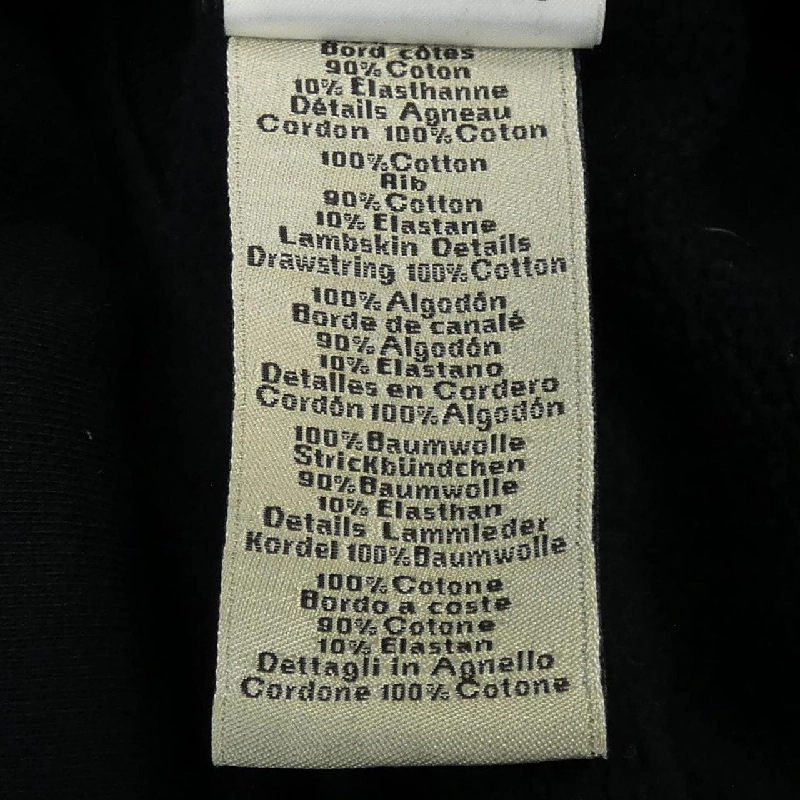 Bord côtes
90% Coton
10% Elasthanne
Détails Agneau
Cordon 100% Coton
100% Cotton
Rib
90% Cotton
10% Elastane
Lambskin Details
Drawstring 100% Cotton
100% Algodón
Borde de canalé
90% Algodón
10% Elastano
Detalles en Cordero
Cordón 100% Algodón
100% Baumwolle
Strickbündchen
90% Baumwolle
10% Elasthan
Details Lammleder
Kordel 100% Baumwolle
100% Cotone
Bordo a coste
90% Cotone
10% Elastan
Dettagli in Agnello
Cordone 100% Cotone